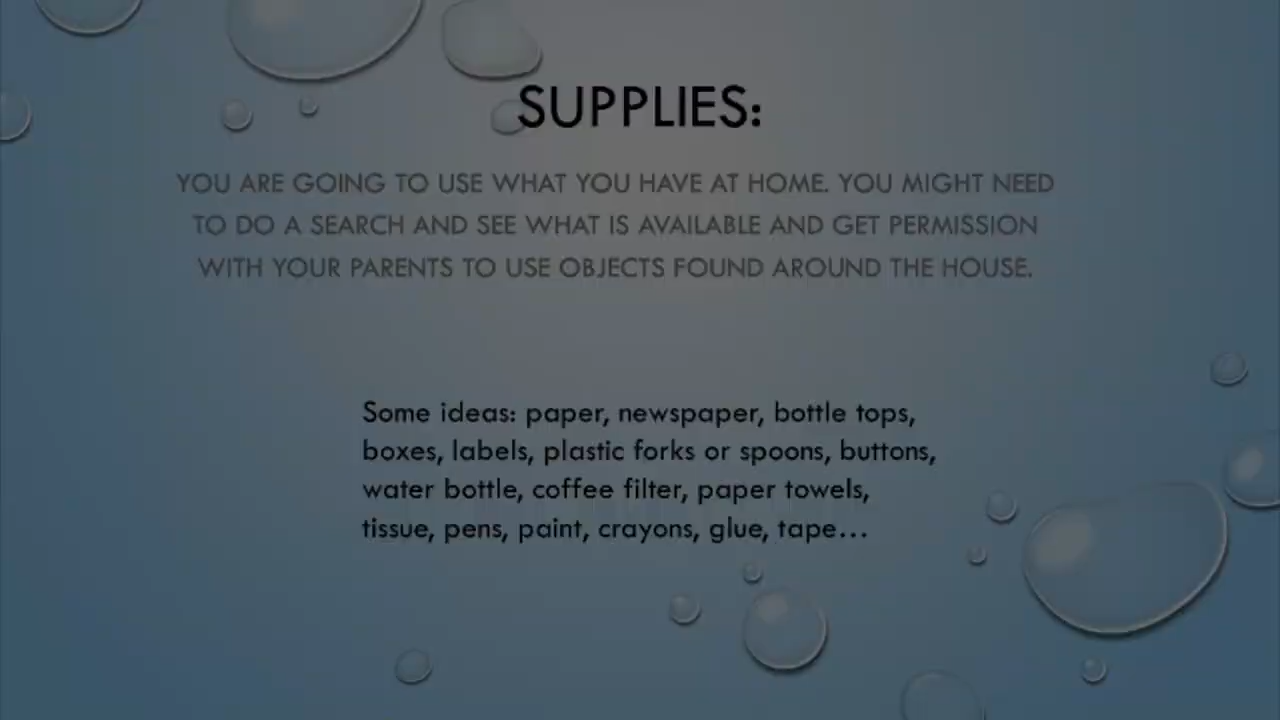 SUPPLIES:
YOU ARE GOING TO USE WHAT YOU HAVE AT HOME. YOU MIGHT NEED
TO DO A SEARCH AND SEE WHAT IS AVAILABLE AND GET PERMISSION
WITH YOUR PARENTS TO USE OBJECTS FOUND AROUND THE HOUSE.
Some ideas: paper, newspaper, bottle tops,
boxes, labels, plastic forks or spoons, buttons,
water bottle, coffee filter, paper towels,
tissue, pens, paint, crayons, glue, tape...